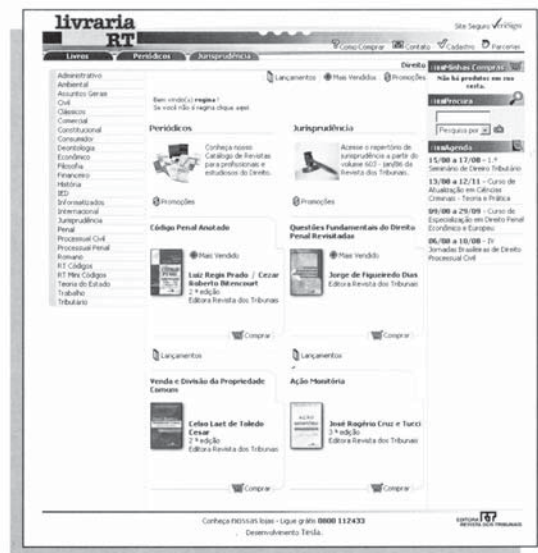 livraria
RT
Site Seguro VeriSign
Como Comprar Contato Cadastro Parcerias
Livros Periódicos Jurisprudência
Direito
Lançamentos Mais Vendidos Promoções
Administrativo
Ambiental
Assuntos Gerais
Civil
Clássicos
Comercial
Constitucional
Consumidor
Deontologia
Econômico
Filosofia
Financeiro
História
IED
Informatizados
Internacional
Jurisprudência
Penal
Processual Civil
Processual Penal
Romano
RT Códigos
RT Mini Códigos
Teoria do Estado
Trabalho
Tributário
Bem vindo(a) regina!
Se você não é regina clique aqui
Periódicos
Conheça nosso
Catálogo de Revistas
para profissionais e
estudiosos do Direito.
Promoções
Jurisprudência
Acesse o repertório de
jurisprudência a partir do
volume 603 - jan/86 da
Revista dos Tribunais.
Promoções
Código Penal Anotado
Mais Vendido
Luiz Regis Prado / Cezar
Roberto Bitencourt
2ª edição
Editora Revista dos Tribunais
Comprar
Questões Fundamentais do Direito
Penal Revisitadas
Mais Vendido
Jorge de Figueiredo Dias
Editora Revista dos Tribunais
Comprar
Lançamentos
Venda e Divisão da Propriedade
Comum
Celso Laet de Toledo
Cesar
2ª edição
Editora Revista dos Tribunais
Comprar
Lançamentos
Ação Monitória
José Rogério Cruz e Tucci
3ª edição
Editora Revista dos Tribunais
Comprar
Minhas Compras
Não há produtos em sua
cesta.
Procura
Pesquisa por
Agenda
15/08 a 17/08 - 1.º
Seminário de Direito Tributário
13/08 a 12/11 - Curso de
Atualização em Ciências
Criminais - Teoria e Prática
09/08 a 29/09 - Curso de
Especialização em Direito Penal
Econômico e Europeu
06/08 a 10/08 - IV
Jornadas Brasileiras de Direito
Processual Civil
Conheça nossas lojas - Ligue grátis 0800 112433
Desenvolvimento Tesla.
EDITORA RT
REVISTA DOS TRIBUNAIS